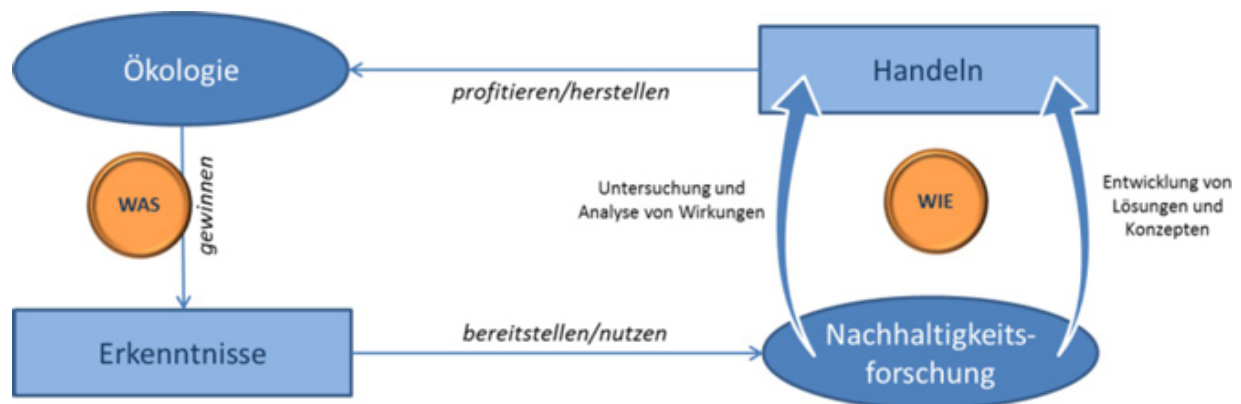 Ökologie
Handeln
profitieren/herstellen
WAS
gewinnen
Untersuchung und
Analyse von Wirkungen
WIE
Entwicklung von
Lösungen und
Konzepten
Erkenntnisse
bereitstellen/nutzen
Nachhaltigkeits-
forschung